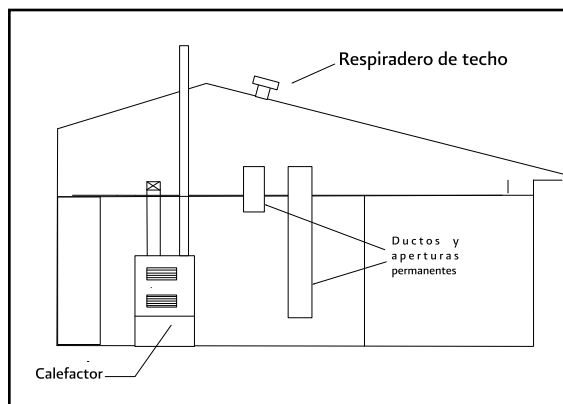 Respiradero de techo
Ductos y
aperturas
permanentes
Calefactor